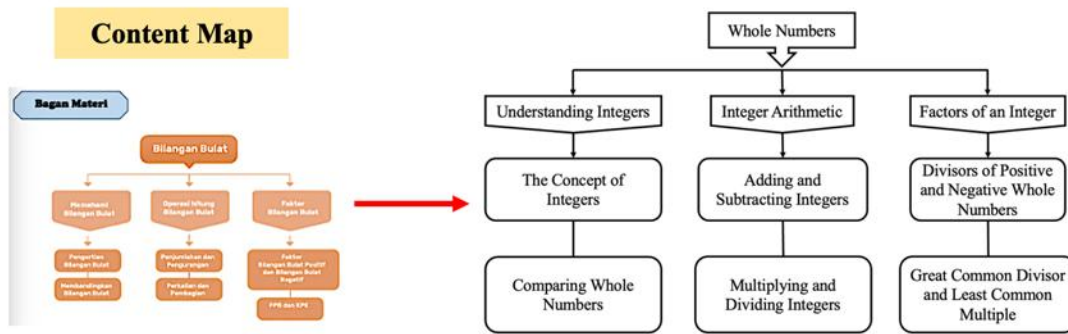 Content Map
Bagan Materi
Bilangan Bulat
Memahami
Bilangan Bulat
Operasi hitung
Bilangan Bulat
Faktor
Bilangan Bulat
Pengertian
Bilangan Bulat
Membandingkan
Bilangan Bulat
Penjumlahan dan
Pengurangan
Perkalian dan
Pembagian
Faktor
Bilangan Bulat Positif
dan Bilangan Bulat
Negatif
FPB dan KPK
Whole Numbers
Understanding Integers
Integer Arithmetic
Factors of an Integer
The Concept of
Integers
Adding and
Subtracting Integers
Divisors of Positive
and Negative Whole
Numbers
Comparing Whole
Numbers
Multiplying and
Dividing Integers
Great Common Divisor
and Least Common
Multiple